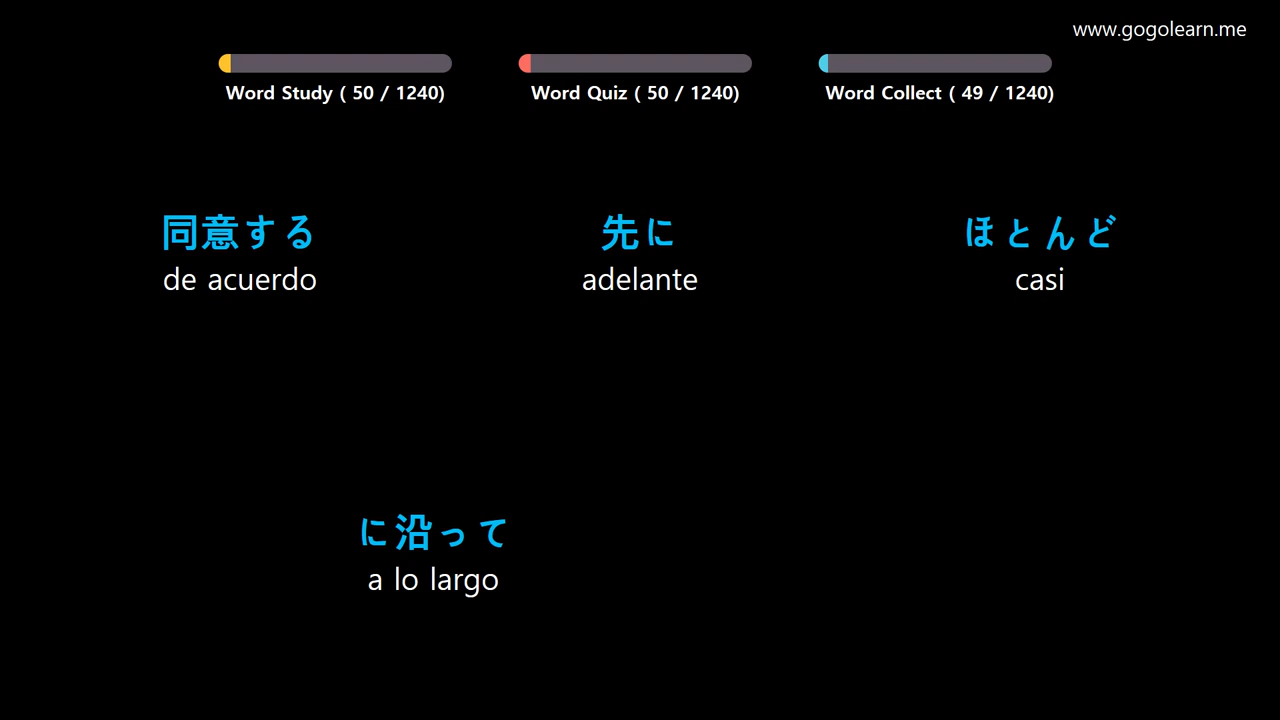 www.gogolearn.me
Word Study ( 50 / 1240)
Word Quiz ( 50 / 1240)
Word Collect ( 49 / 1240)
同意する
de acuerdo
先に
adelante
ほとんど
casi
に沿って
a lo largo